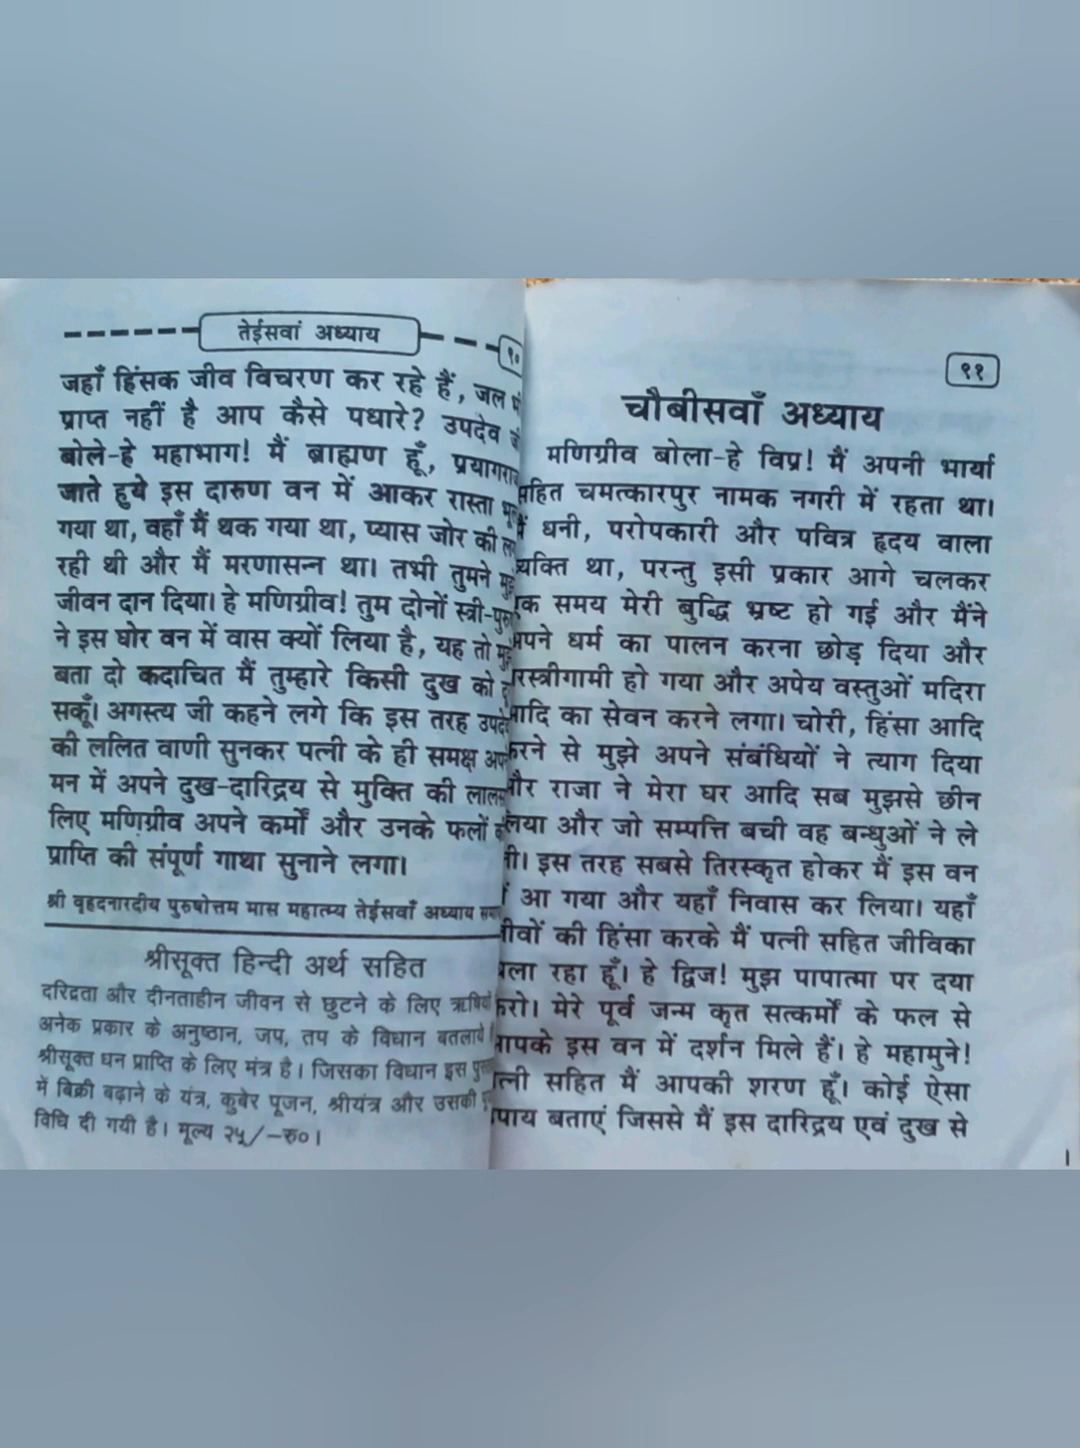 तेईसवां अध्याय
जहाँ हिंसक जीव विचरण कर रहे हैं, जल
प्राप्त नहीं है आप कैसे पधारे? उपदेव
बोले-हे महाभाग! मैं ब्राह्मण हूँ, प्रयागराज
जाते हुये इस दारुण वन में आकर रास्ता
गया था, वहाँ मैं थक गया था, प्यास जोर की
रही थी और मैं मरणासन्न था। तभी तुमने
जीवन दान दिया। हे मणिग्रीव! तुम दोनों स्त्री-पुरुष
ने इस घोर वन में वास क्यों लिया है, यह तो
बता दो कदाचित मैं तुम्हारे किसी दुख को
सकूँ। अगस्त्य जी कहने लगे कि इस तरह उपदेव
की ललित वाणी सुनकर पत्नी के ही समक्ष
मन में अपने दुख-दारिद्रय से मुक्ति की
लिए मणिग्रीव अपने कर्मों और उनके फलों
प्राप्ति की संपूर्ण गाथा सुनाने लगा।
श्री वृहदनारदीय पुरुषोत्तम मास महात्म्य तेईसवाँ अध्याय
श्रीसूक्त हिन्दी अर्थ सहित
दरिद्रता और दीनताहीन जीवन से छुटने के लिए
अनेक प्रकार के अनुष्ठान, जप, तप के विधान बतलाये
श्रीसूक्त धन प्राप्ति के लिए मंत्र है। जिसका विधान इस
में बिक्री बढ़ाने के यंत्र, कुबेर पूजन, श्रीयंत्र और उसकी
विधि दी गयी है। मूल्य २५/-रु०।
९१
चौबीसवाँ अध्याय
मणिग्रीव बोला-हे विप्र! मैं अपनी भार्या
सहित चमत्कारपुर नामक नगरी में रहता था।
धनी, परोपकारी और पवित्र हृदय वाला
व्यक्ति था, परन्तु इसी प्रकार आगे चलकर
एक समय मेरी बुद्धि भ्रष्ट हो गई और मैंने
अपने धर्म का पालन करना छोड़ दिया और
हो गया और अपेय वस्तुओं मदिरा
आदि का सेवन करने लगा। चोरी, हिंसा आदि
करने से मुझे अपने संबंधियों ने त्याग दिया
और राजा ने मेरा घर आदि सब मुझसे छीन
लिया और जो सम्पत्ति बची वह बन्धुओं ने ले
इस तरह सबसे तिरस्कृत होकर मैं इस वन
आ गया और यहाँ निवास कर लिया। यहाँ
जीवों की हिंसा करके मैं पत्नी सहित जीविका
चला रहा हूँ। हे द्विज! मुझ पापात्मा पर दया
करो। मेरे पूर्व जन्म कृत सत्कर्मों के फल से
आपके इस वन में दर्शन मिले हैं। हे महामुने!
पत्नी सहित मैं आपकी शरण हूँ। कोई ऐसा
उपाय बताएं जिससे मैं इस दारिद्रय एवं दुख से